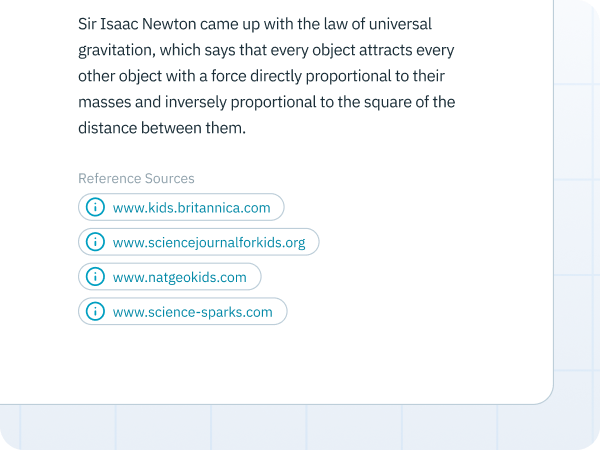 Sir Isaac Newton came up with the law of universal
gravitation, which says that every object attracts every
other object with a force directly proportional to their
masses and inversely proportional to the square of the
distance between them.
Reference Sources
www.kids.britannica.com
www.sciencejournalforkids.org
www.natgeokids.com
www.science-sparks.com